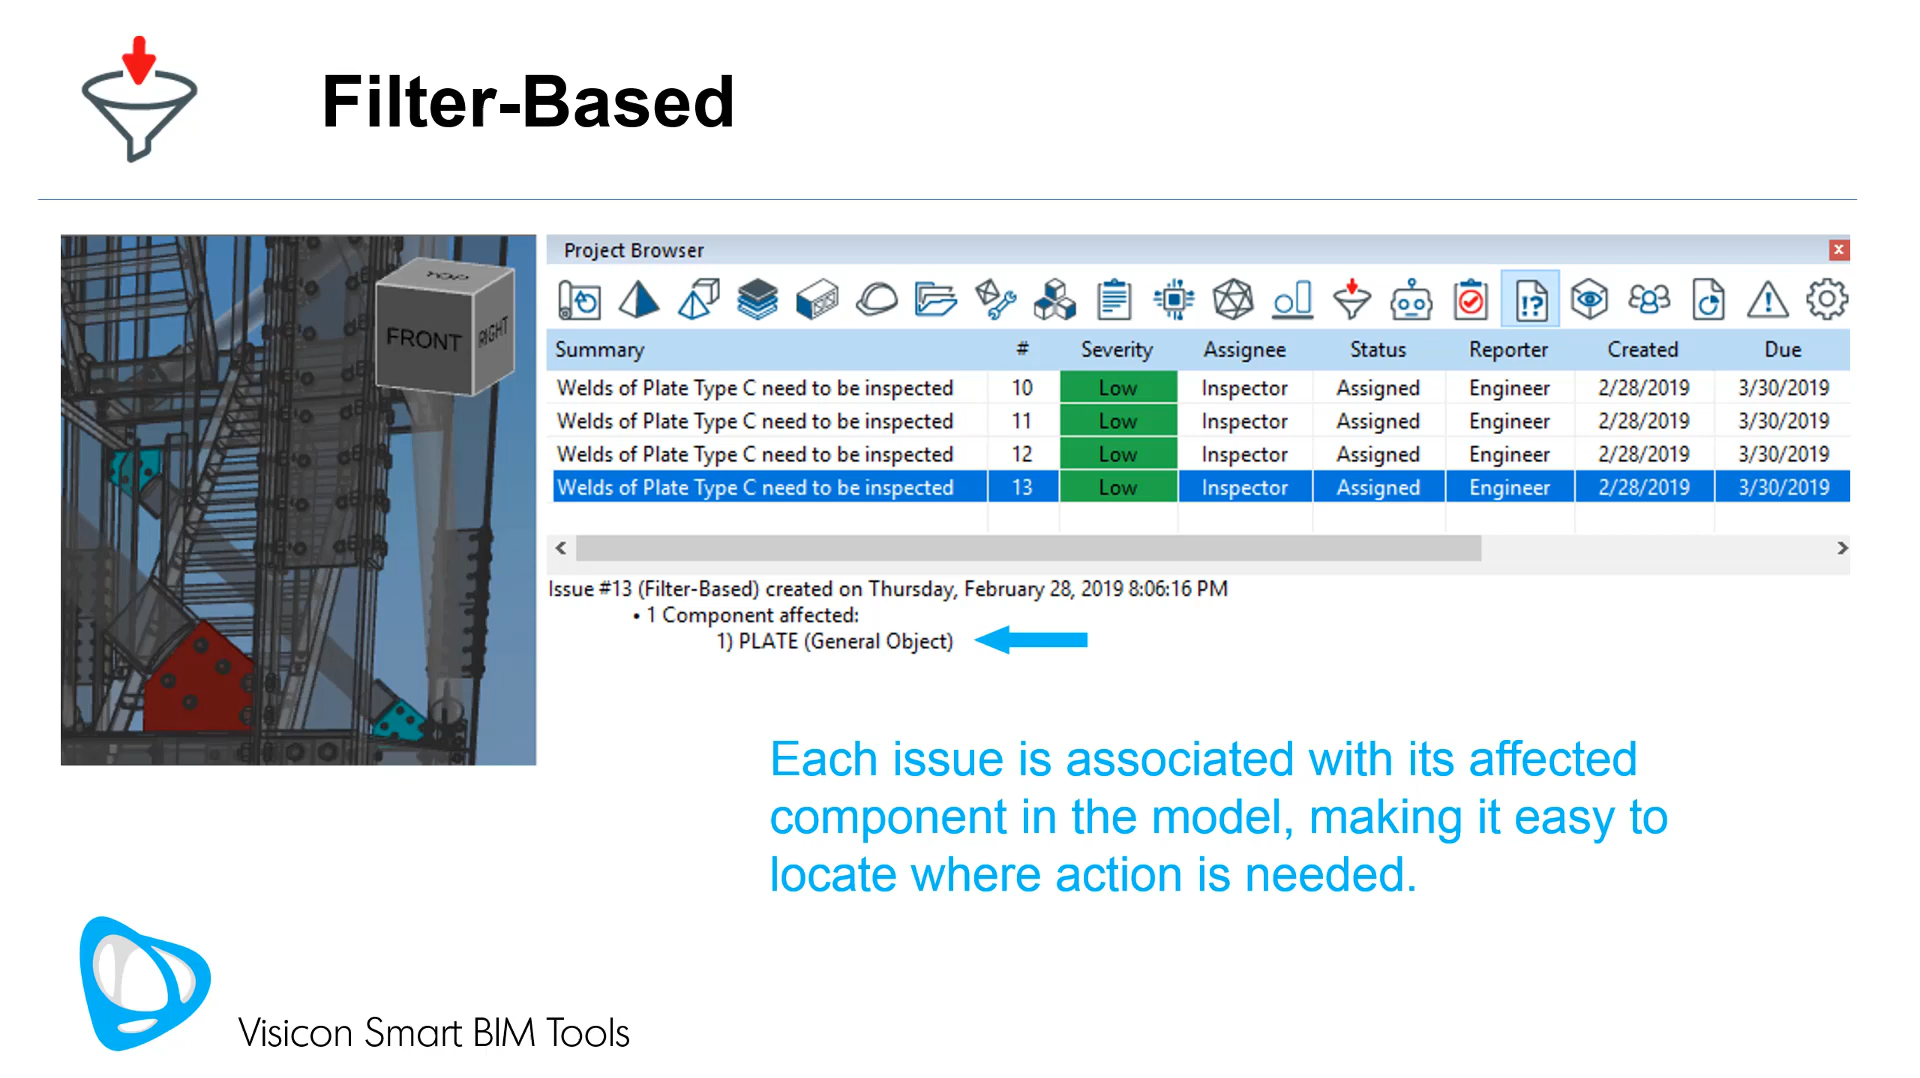 Filter-Based
TOP
FRONT
RIGHT
Project Browser
Summary # Severity Assignee Status Reporter Created Due
Welds of Plate Type C need to be inspected 10 Low Inspector Assigned Engineer 2/28/2019 3/30/2019
Welds of Plate Type C need to be inspected 11 Low Inspector Assigned Engineer 2/28/2019 3/30/2019
Welds of Plate Type C need to be inspected 12 Low Inspector Assigned Engineer 2/28/2019 3/30/2019
Welds of Plate Type C need to be inspected 13 Low Inspector Assigned Engineer 2/28/2019 3/30/2019
Issue #13 (Filter-Based) created on Thursday, February 28, 2019 8:06:16 PM
• 1 Component affected:
1) PLATE (General Object)
Each issue is associated with its affected
component in the model, making it easy to
locate where action is needed.
Visicon Smart BIM Tools